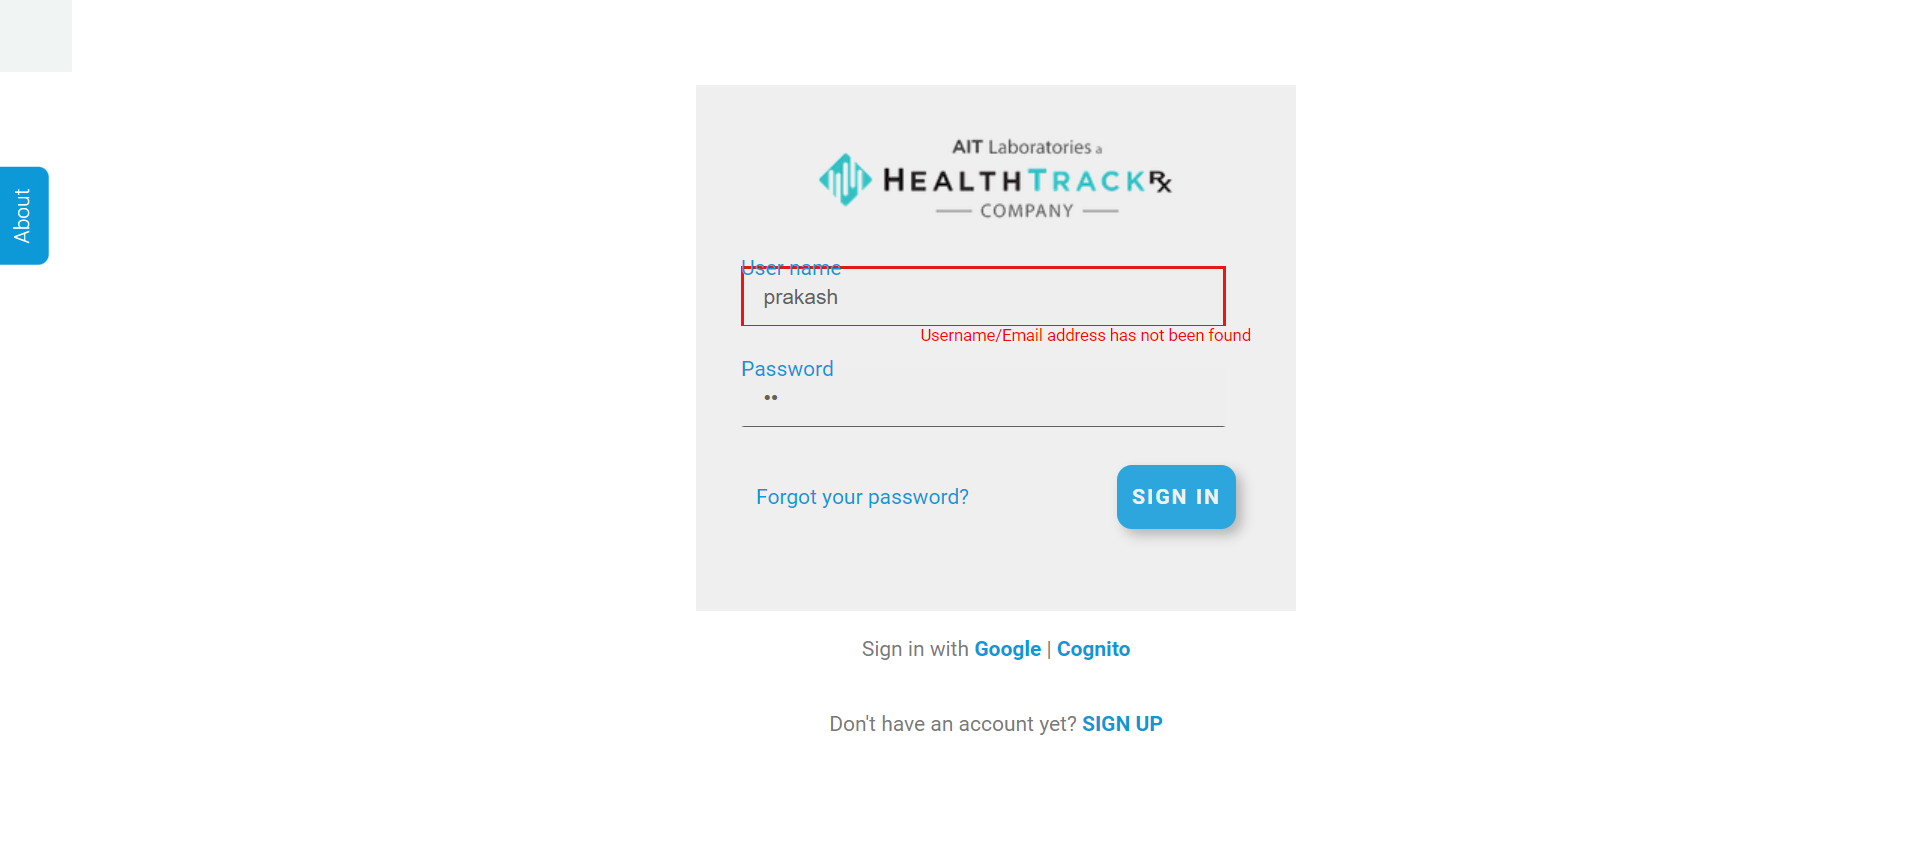 About
AIT Laboratories a
HEALTHTRACKRx
COMPANY
User name
prakash
Username/Email address has not been found
Password
••
Forgot your password?
SIGN IN
Sign in with Google | Cognito
Don't have an account yet? SIGN UP